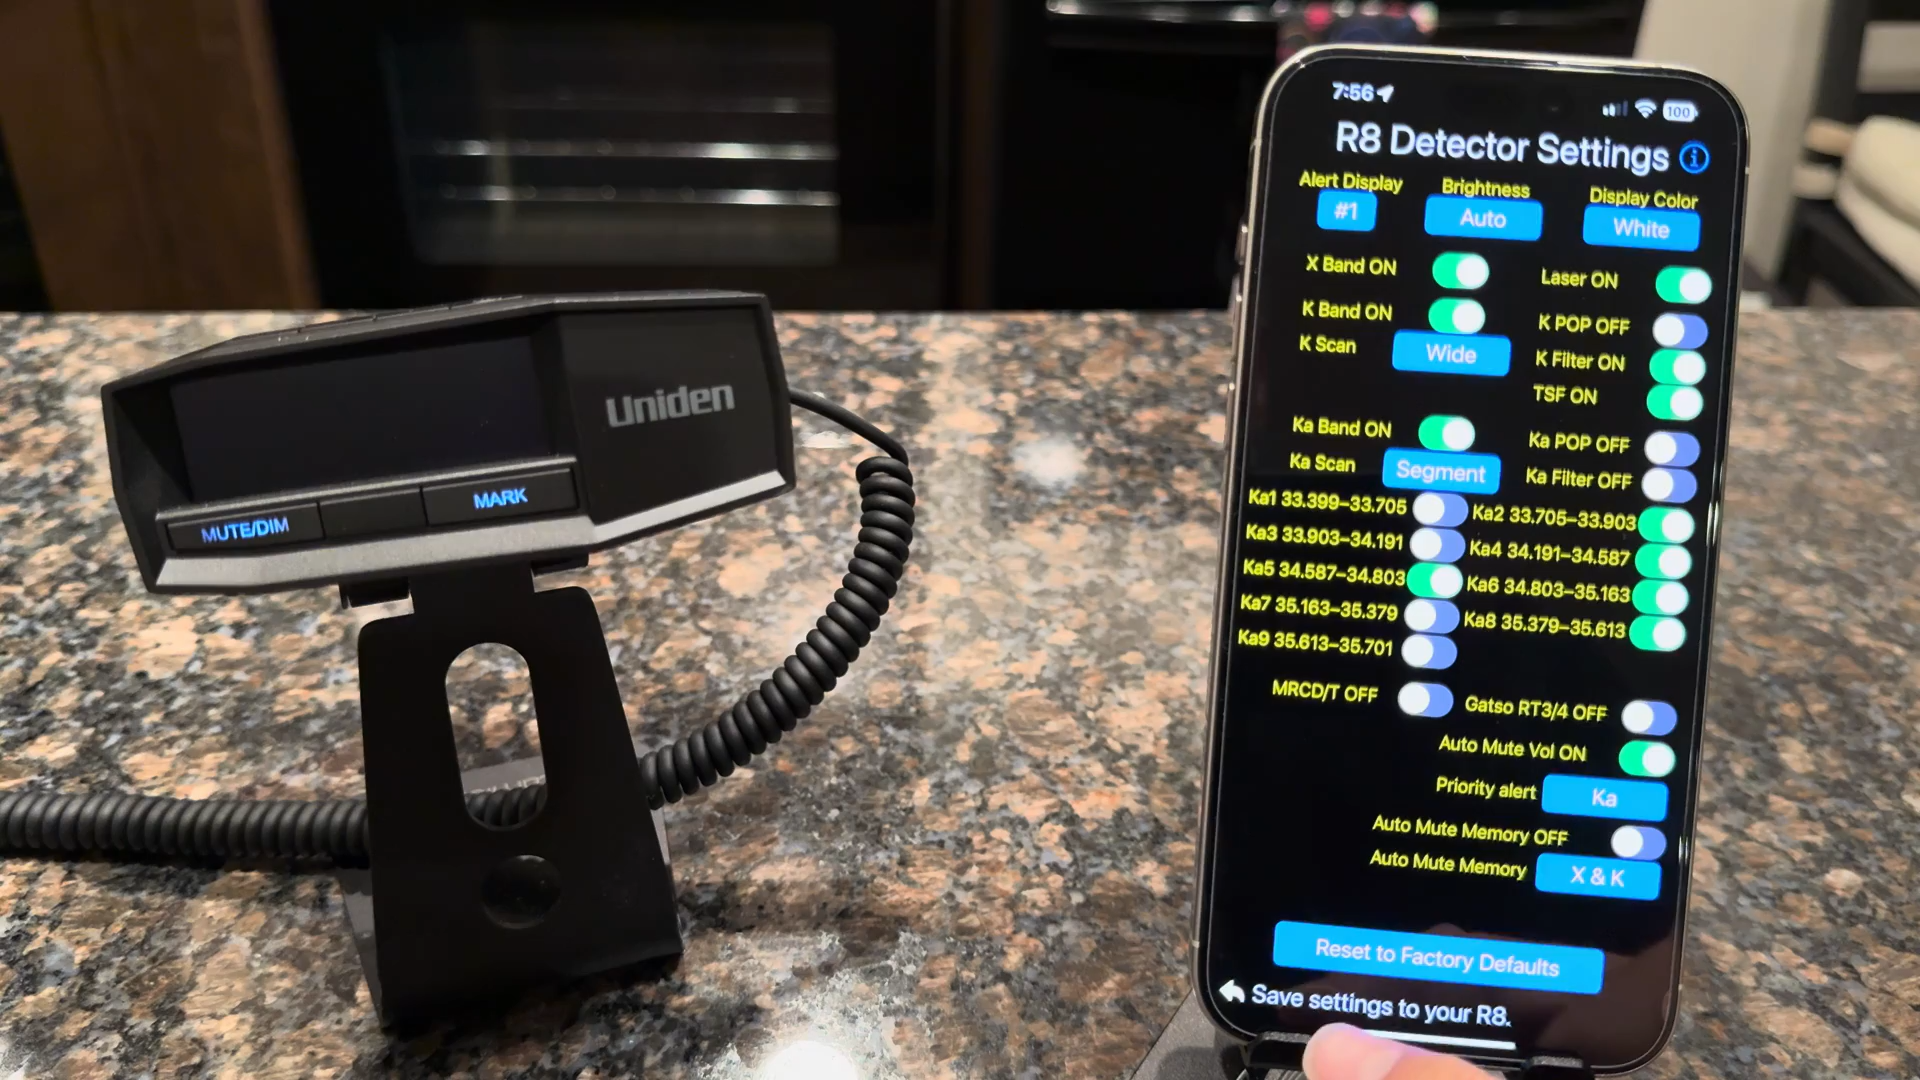 Uniden
MUTE/DIM
MARK
7:56
100
R8 Detector Settings
Alert Display
Brightness
Display Color
#1
Auto
White
X Band ON
Laser ON
K Band ON
K POP OFF
K Scan
Wide
K Filter ON
TSF ON
Ka Band ON
Ka POP OFF
Ka Scan
Segment
Ka Filter OFF
Ka1 33.399–33.705
Ka2 33.705–33.903
Ka3 33.903–34.191
Ka4 34.191–34.587
Ka5 34.587–34.803
Ka6 34.803–35.163
Ka7 35.163–35.379
Ka8 35.379–35.613
Ka9 35.613–35.701
MRCD/T OFF
Gatso RT3/4 OFF
Auto Mute Vol ON
Priority alert
Ka
Auto Mute Memory OFF
Auto Mute Memory
X & K
Reset to Factory Defaults
Save settings to your R8.